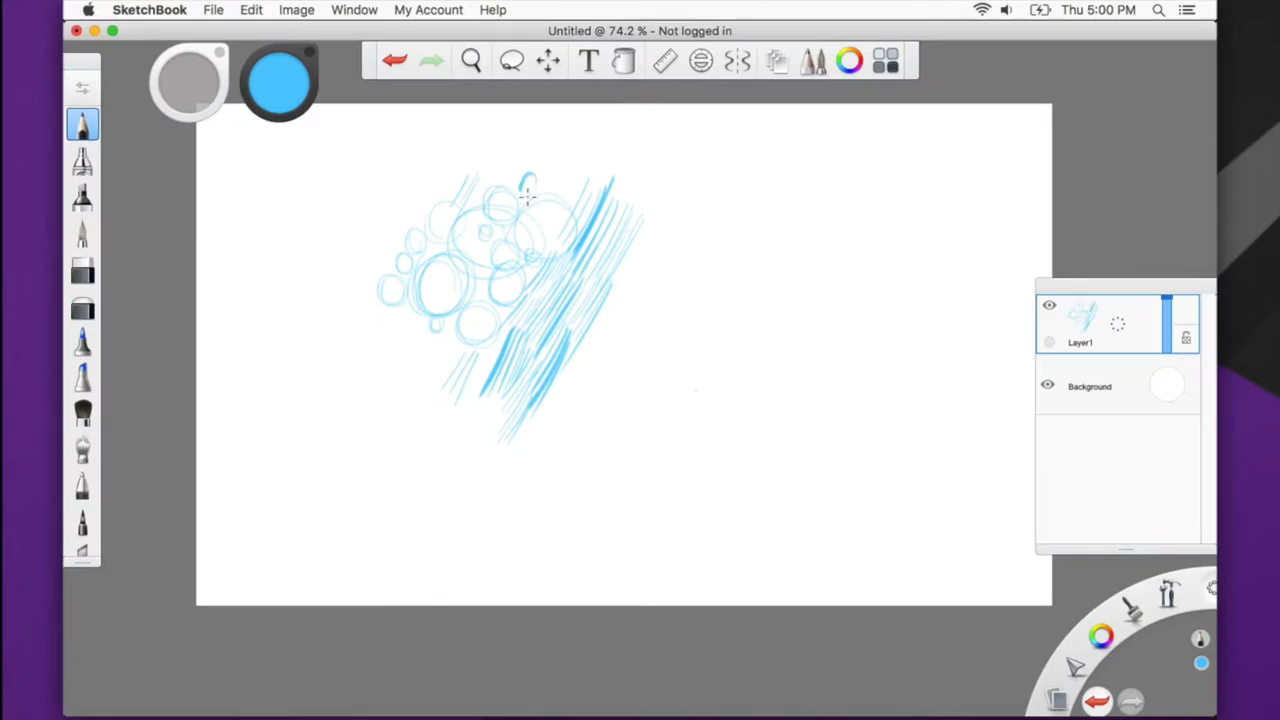 SketchBook File Edit Image Window My Account Help Thu 5:00 PM
Untitled @ 74.2 % - Not logged in
T
Layer1
Background